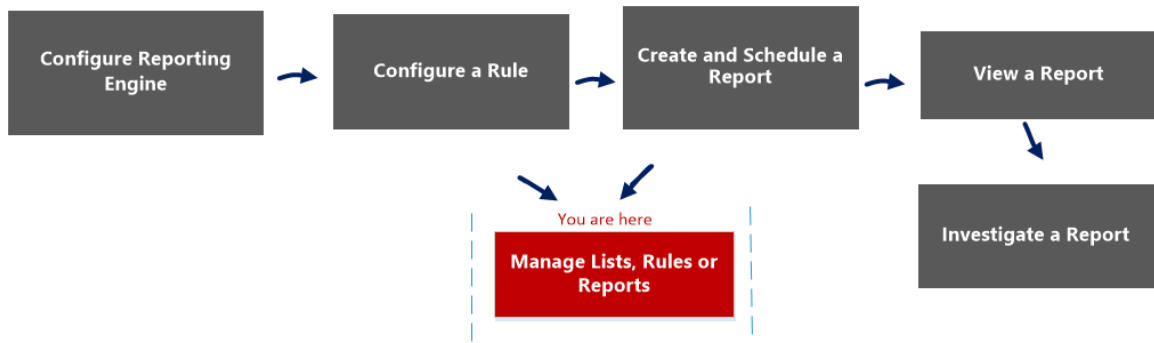 Configure Reporting
Engine
Configure a Rule
Create and Schedule a
Report
View a Report
You are here
Manage Lists, Rules or
Reports
Investigate a Report